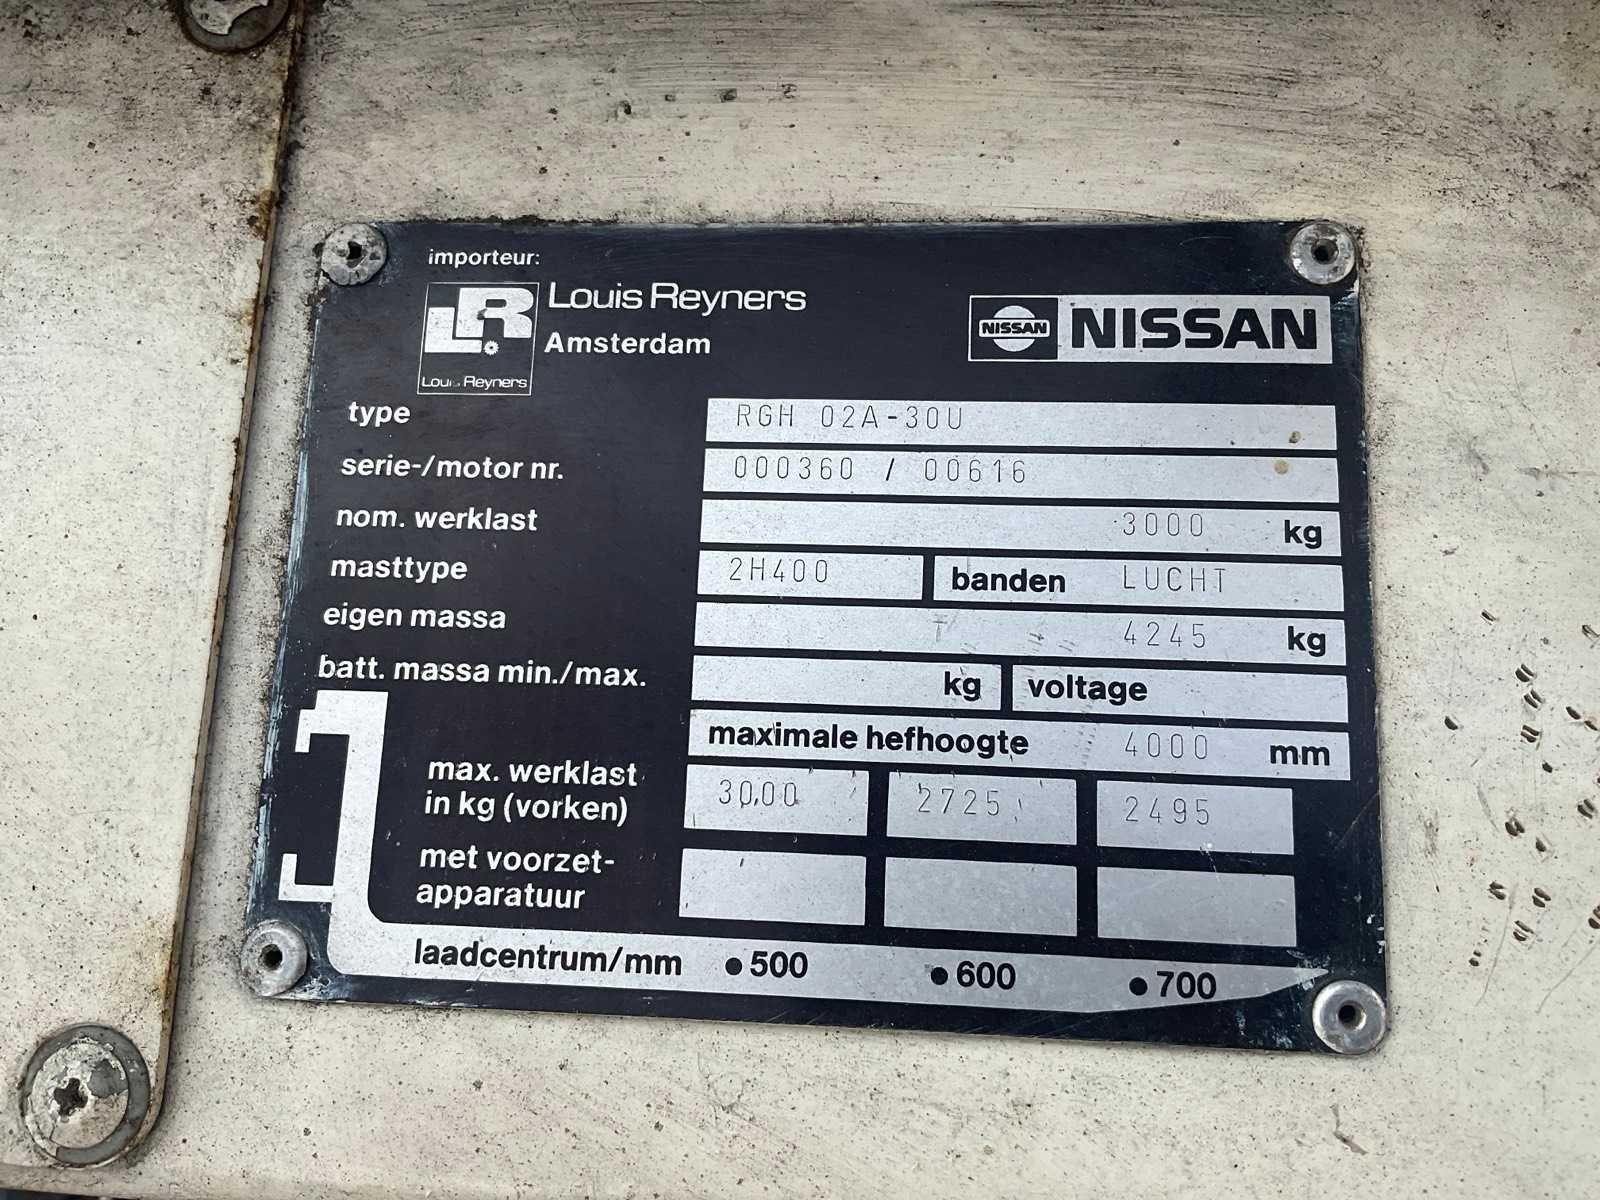 importeur:
LR Louis Reyners
Amsterdam
Reyners
NISSAN NISSAN
type RGH 02A-30U
serie-/motor nr. 000360 / 00616
nom. werklast 3000 kg
masttype 2H400 banden LUCHT
eigen massa 4245 kg
batt. massa min./max. kg voltage
maximale hefhoogte 4000 mm
max. werklast
in kg (vorken) 3000 2725 2495
met voorzet-
apparatuur
laadcentrum/mm ● 500 ● 600 ● 700